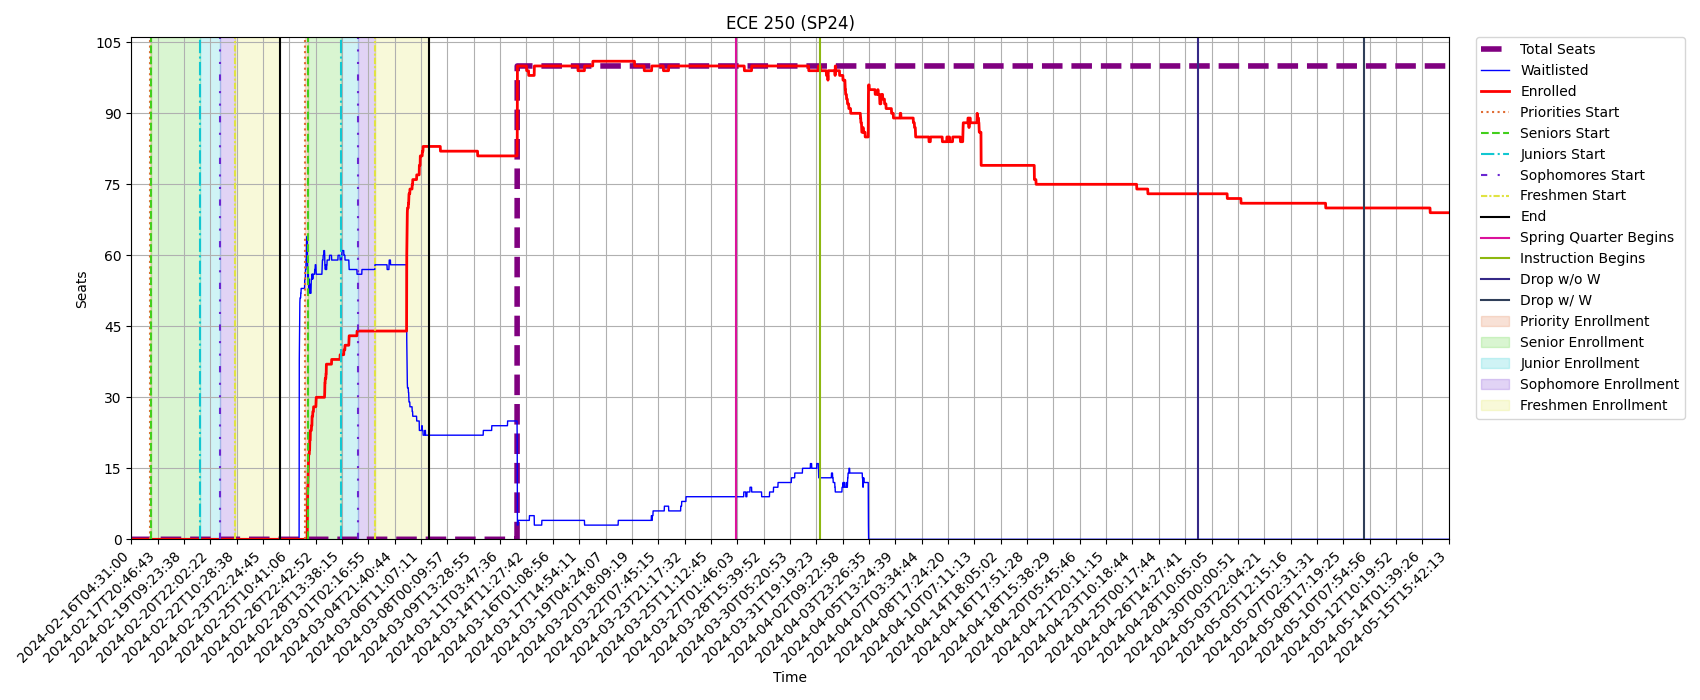 ECE 250 (SP24)
Seats
105
90
75
60
45
30
15
0
2024-02-16T04:31:00
2024-02-17T20:46:43
2024-02-19T09:23:38
2024-02-20T22:02:22
2024-02-22T10:28:38
2024-02-23T22:24:45
2024-02-25T10:41:06
2024-02-26T22:42:52
2024-02-28T13:38:15
2024-03-01T02:16:55
2024-03-04T21:40:44
2024-03-06T11:07:11
2024-03-08T00:09:57
2024-03-09T13:28:55
2024-03-11T03:47:36
2024-03-14T11:27:42
2024-03-16T01:08:56
2024-03-17T14:54:11
2024-03-19T04:24:07
2024-03-20T18:09:19
2024-03-22T07:45:15
2024-03-23T21:17:32
2024-03-25T11:12:45
2024-03-27T01:46:03
2024-03-28T15:39:52
2024-03-30T05:20:53
2024-03-31T19:19:23
2024-04-02T09:22:58
2024-04-03T23:26:35
2024-04-05T13:24:39
2024-04-07T03:34:44
2024-04-08T17:24:20
2024-04-10T07:11:13
2024-04-14T18:05:02
2024-04-16T17:51:28
2024-04-18T15:38:29
2024-04-20T05:45:46
2024-04-21T20:11:15
2024-04-23T10:18:44
2024-04-25T00:17:44
2024-04-26T14:27:41
2024-04-28T10:05:05
2024-04-30T00:00:51
2024-05-03T22:04:21
2024-05-05T12:15:16
2024-05-07T02:31:31
2024-05-08T17:19:25
2024-05-10T07:54:56
2024-05-12T10:19:52
2024-05-14T01:39:26
2024-05-15T15:42:13
Time
Total Seats
Waitlisted
Enrolled
Priorities Start
Seniors Start
Juniors Start
Sophomores Start
Freshmen Start
End
Spring Quarter Begins
Instruction Begins
Drop w/o W
Drop w/ W
Priority Enrollment
Senior Enrollment
Junior Enrollment
Sophomore Enrollment
Freshmen Enrollment